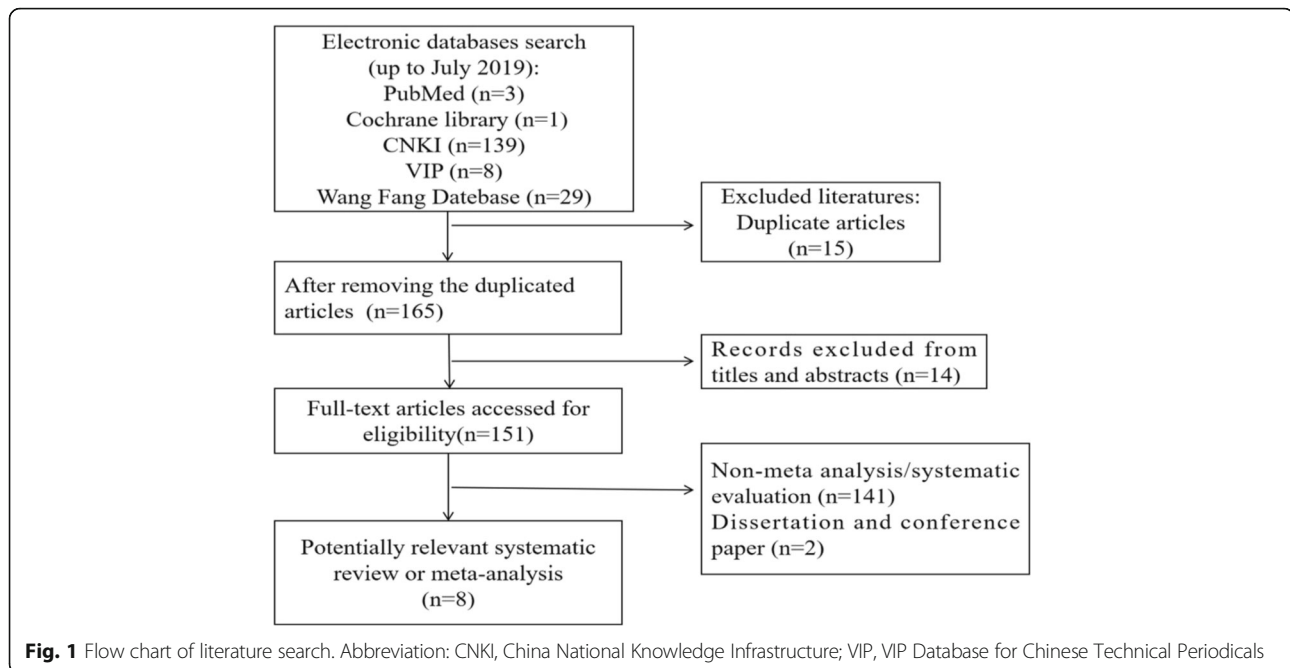 Electronic databases search
(up to July 2019):
PubMed (n=3)
Cochrane library (n=1)
CNKI (n=139)
VIP (n=8)
Wang Fang Datebase (n=29)
Excluded literatures:
Duplicate articles
(n=15)
After removing the duplicated
articles (n=165)
Records excluded from
titles and abstracts (n=14)
Full-text articles accessed for
eligibility(n=151)
Non-meta analysis/systematic
evaluation (n=141)
Dissertation and conference
paper (n=2)
Potentially relevant systematic
review or meta-analysis
(n=8)
Fig. 1 Flow chart of literature search. Abbreviation: CNKI, China National Knowledge Infrastructure; VIP, VIP Database for Chinese Technical Periodicals